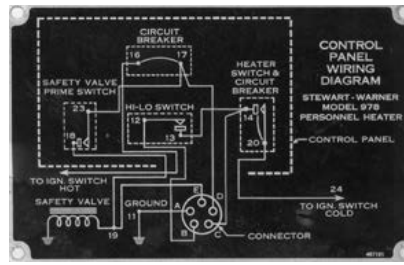 CIRCUIT
BREAKER
16
17
CONTROL
PANEL
WIRING
DIAGRAM
STEWART-WARNER
MODEL 978
PERSONNEL HEATER
HEATER
SWITCH &
CIRCUIT
BREAKER
SAFETY VALVE
PRIME SWITCH
23
18
HI-LO SWITCH
12
13
14
20
CONTROL PANEL
TO IGN. SWITCH
HOT
24
TO IGN. SWITCH
COLD
SAFETY VALVE
19
GROUND
11
A
B
C
D
E
CONNECTOR